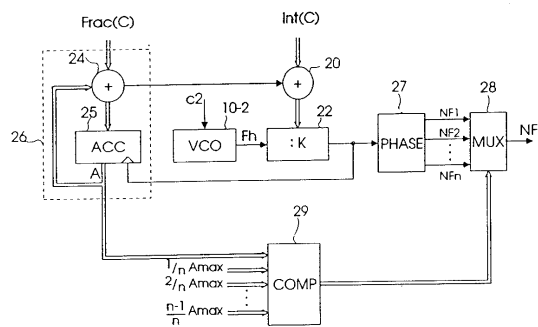 Frac(C)
Int(C)
24
+
+
20
25
26
ACC
A
c2
10-2
VCO
Fh
22
: K
27
PHASE
NF1
NF2
NFn
28
MUX
NF
29
COMP
1/n Amax
2/n Amax
n-1/n Amax